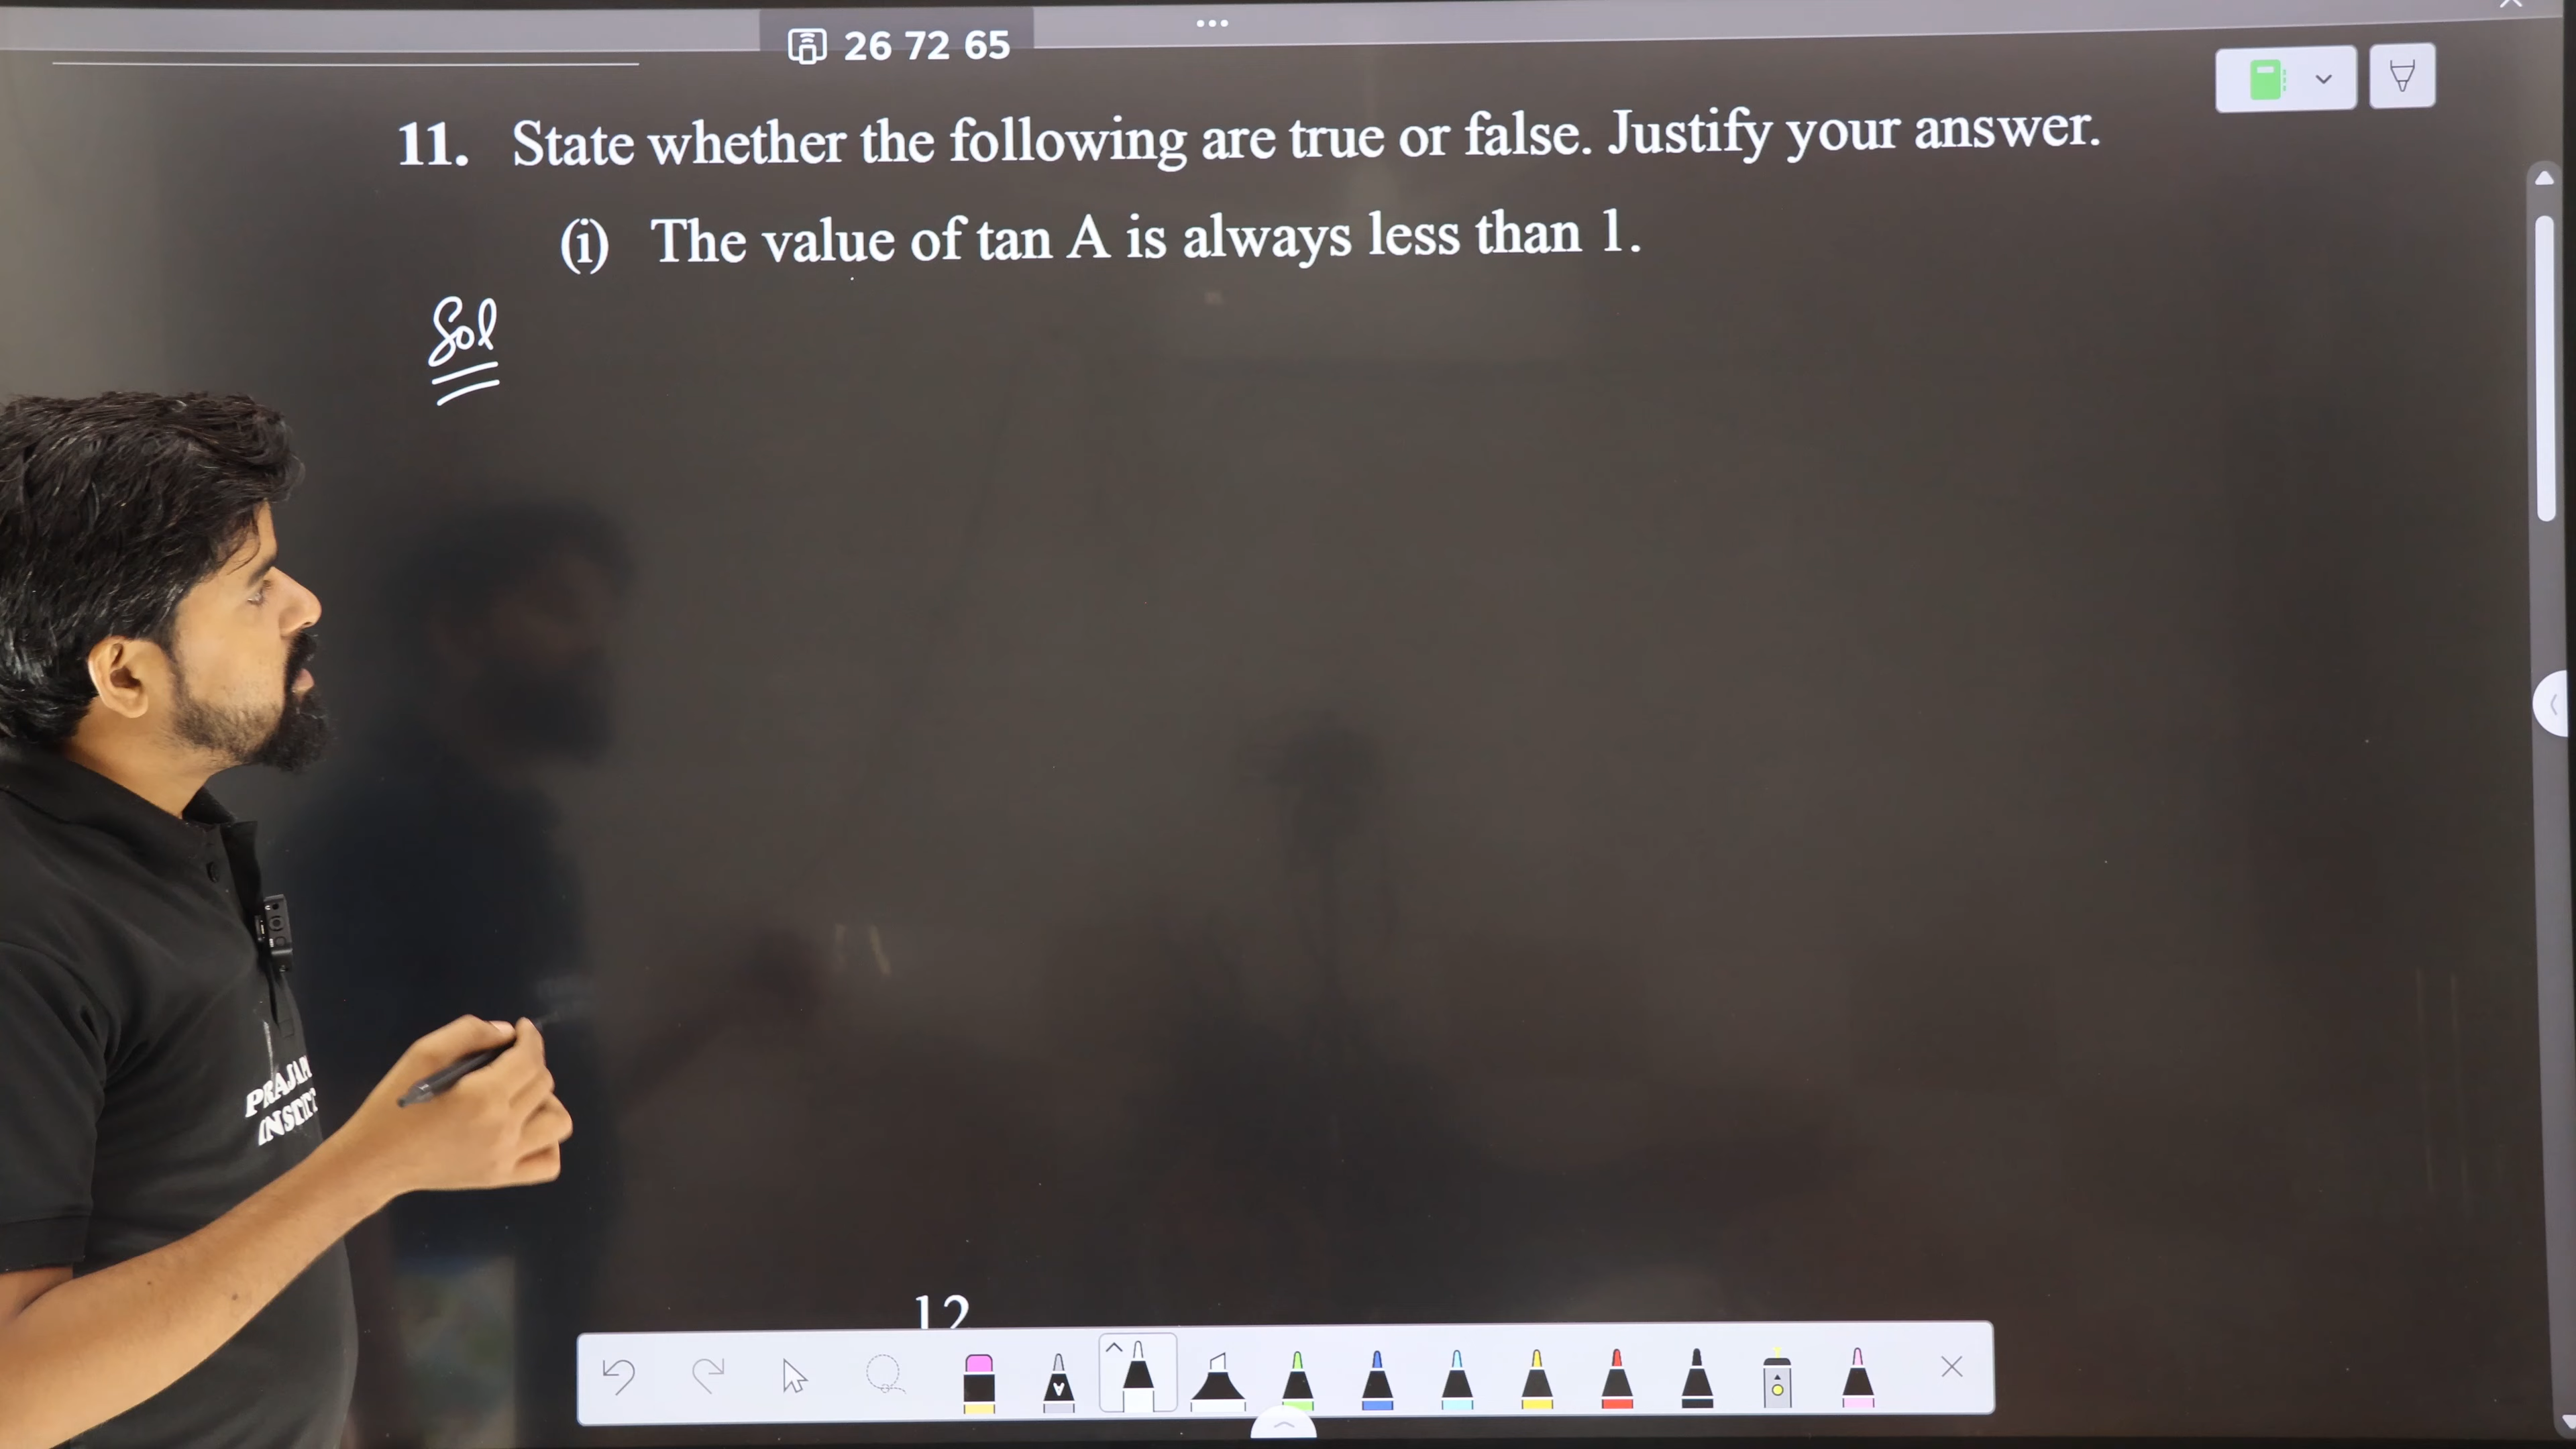 26 72 65
11. State whether the following are true or false. Justify your answer.
(i) The value of tan A is always less than 1.
Sol
12